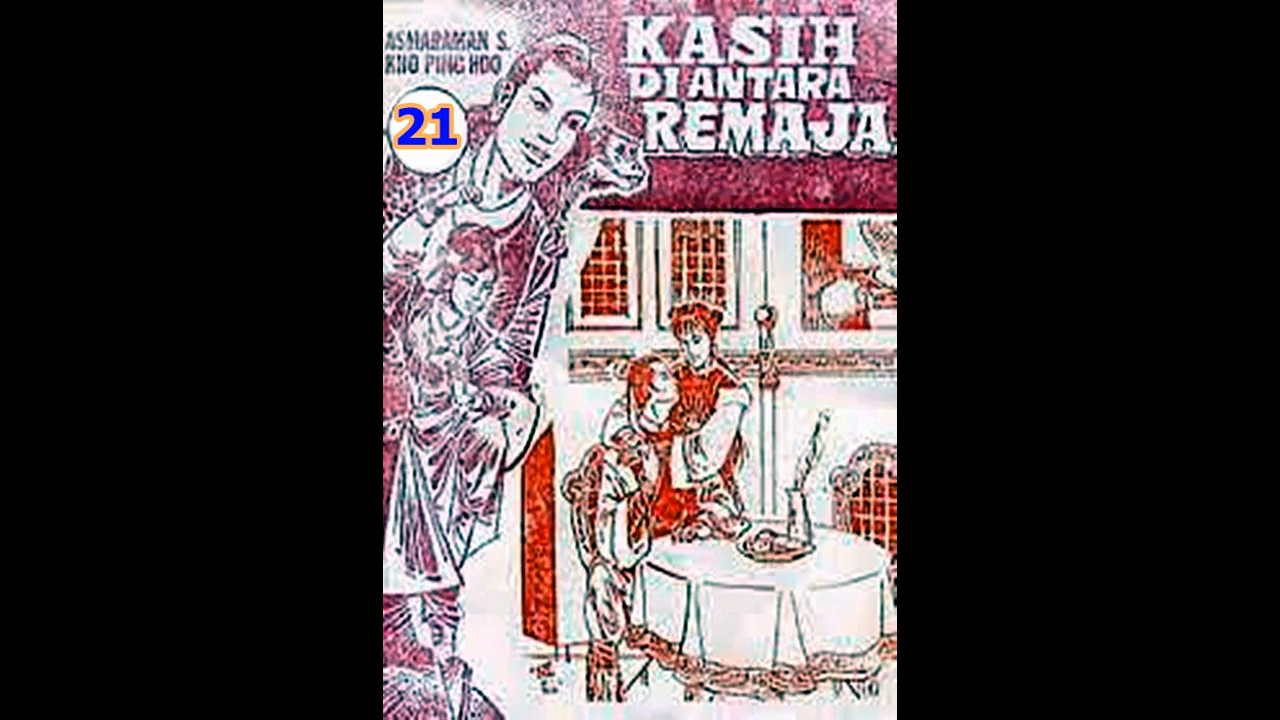 ASMARAMAN S.
KHO PING HOO
21
KASIH
DI ANTARA
REMAJA